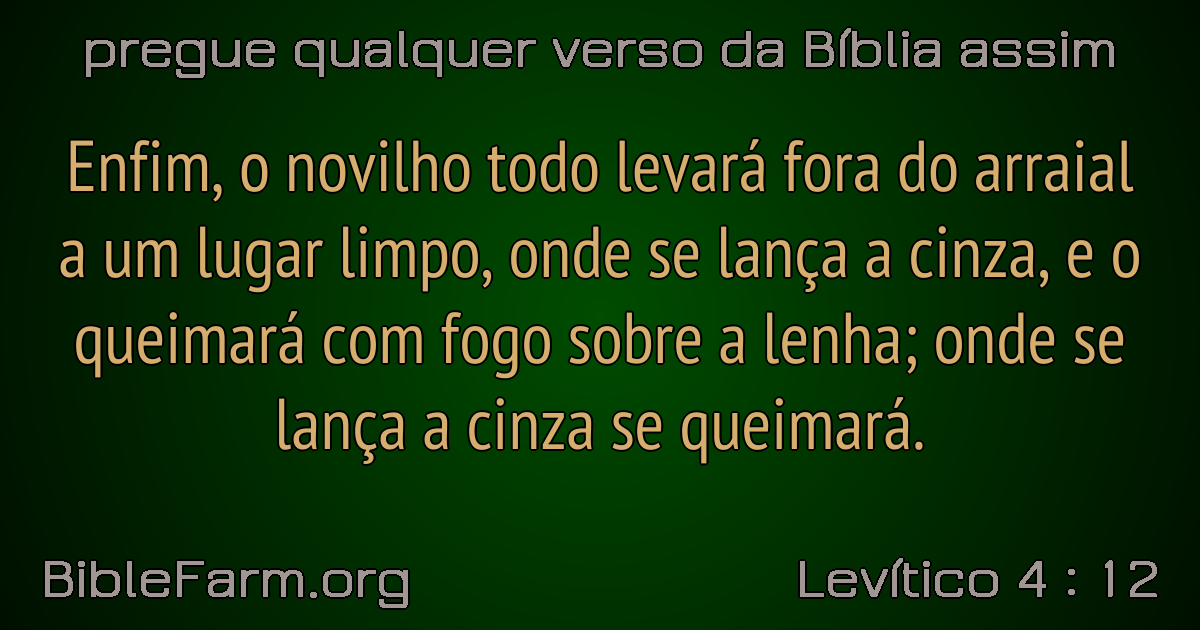 pregue qualquer verso da Bíblia assim
Enfim, o novilho todo levará fora do arraial
a um lugar limpo, onde se lança a cinza, e o
queimará com fogo sobre a lenha; onde se
lança a cinza se queimará.
BibleFarm.org
Levítico 4 : 12